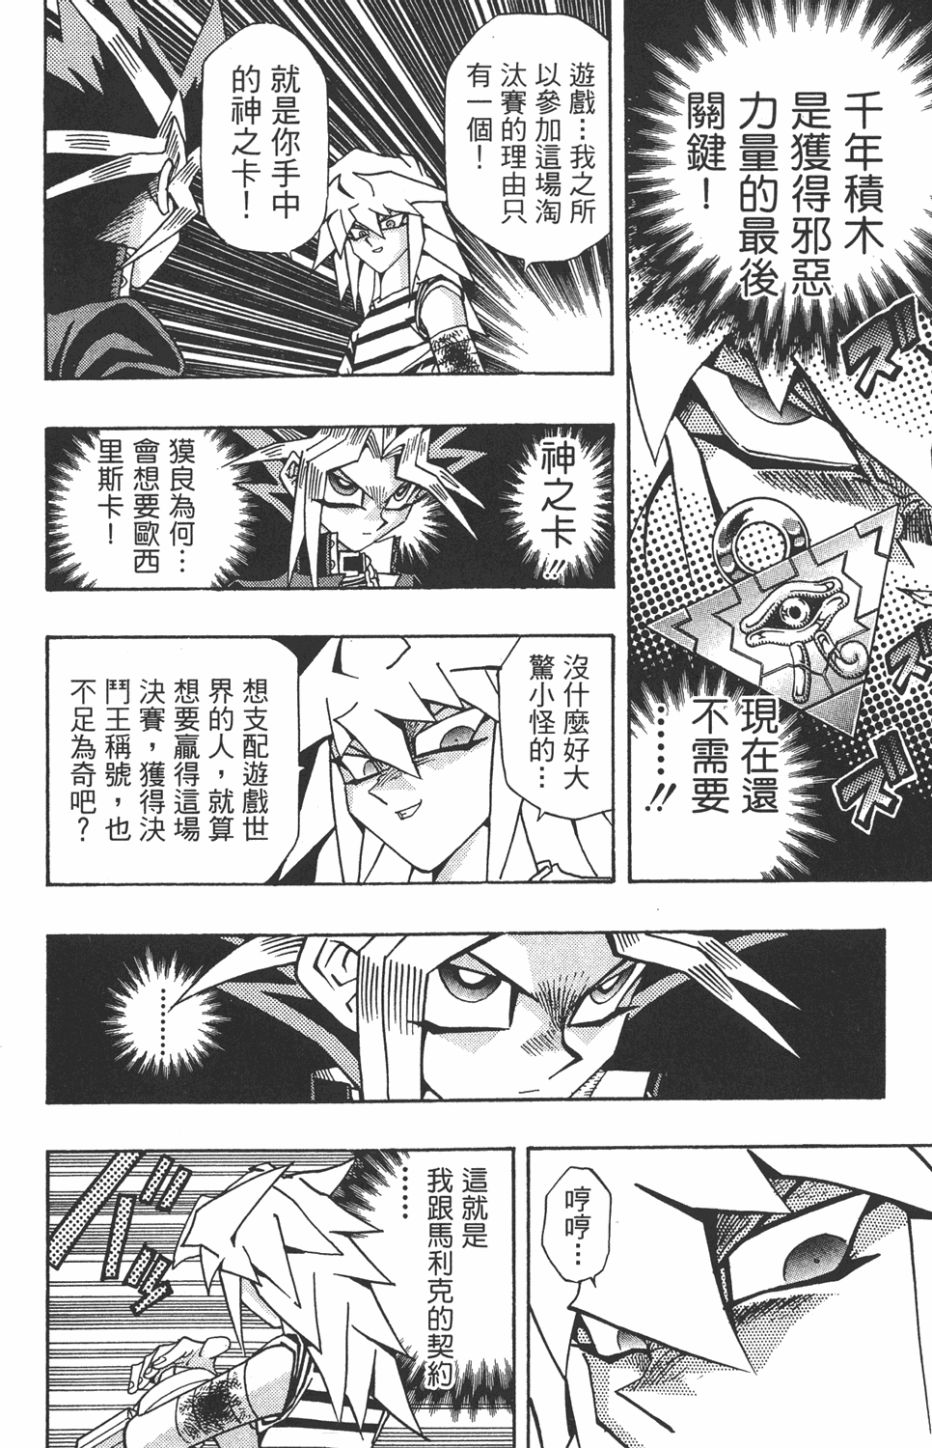 千年積木
是獲得邪惡
力量的最後
關鍵！
現在還
不需要
……!!
遊戲…我之所
以參加這場淘
汰賽的理由只
有一個！
就是你手中
的神之卡！
神之卡!!
獏良為何…
會想要歐西
里斯卡！
沒什麼好大
驚小怪的…
想支配遊戲世
界的人，就算
想要贏得這場
決賽，獲得決
鬥王稱號，也
不足為奇吧？
……
哼
哼…
這就是
我跟馬利克的契約
……